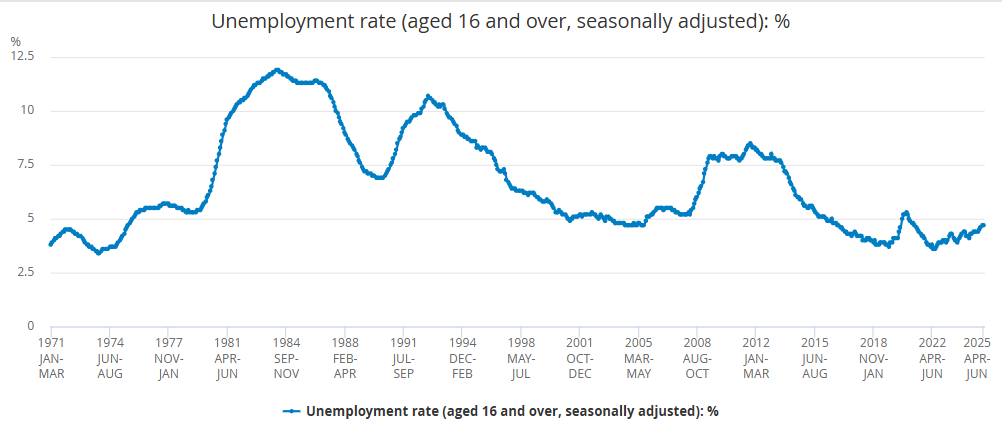 Unemployment rate (aged 16 and over, seasonally adjusted): %
%
12.5
10
7.5
5
2.5
0
1971 JAN-MAR
1974 JUN-AUG
1977 NOV-JAN
1981 APR-JUN
1984 SEP-NOV
1988 FEB-APR
1991 JUL-SEP
1994 DEC-FEB
1998 MAY-JUL
2001 OCT-DEC
2005 MAR-MAY
2008 AUG-OCT
2012 JAN-MAR
2015 JUN-AUG
2018 NOV-JAN
2022 APR-JUN
2025 APR-JUN
Unemployment rate (aged 16 and over, seasonally adjusted): %